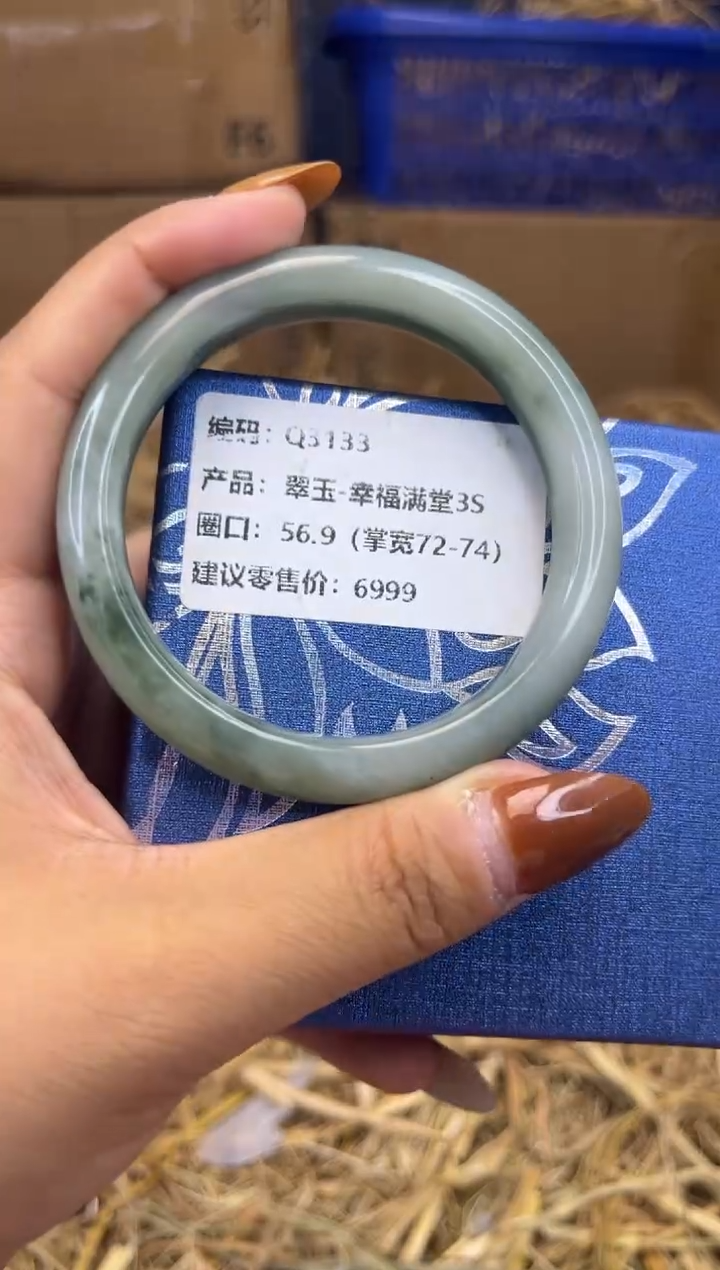 编码：Q3133
产品：翠玉-幸福满堂3S
圈口：56.9（掌宽72-74）
建议零售价：6999